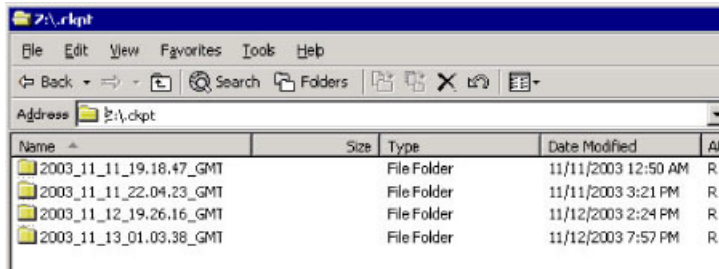 Z:\.ckpt
File Edit View Favorites Tools Help
Back Search Folders
Address Z:\.ckpt
Name Size Type Date Modified
2003_11_11_19.18.47_GMT File Folder 11/11/2003 12:50 AM R
2003_11_11_22.04.23_GMT File Folder 11/11/2003 3:21 PM R
2003_11_12_19.26.16_GMT File Folder 11/12/2003 2:24 PM R
2003_11_13_01.03.38_GMT File Folder 11/12/2003 7:57 PM R